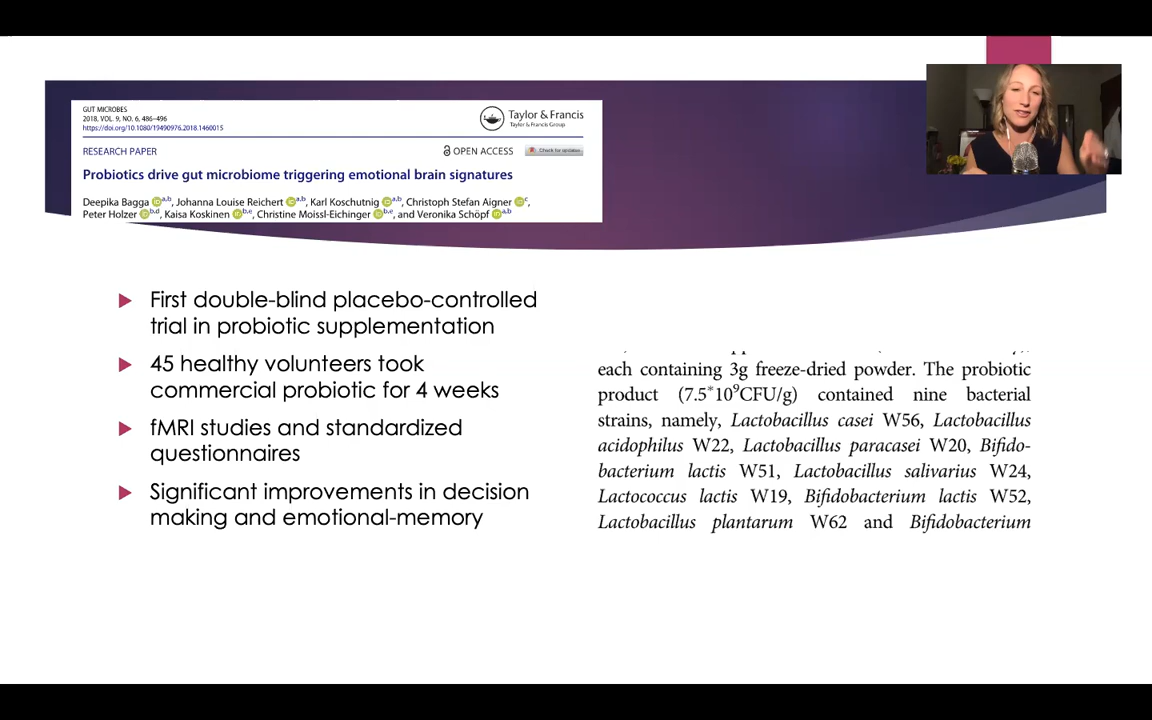 GUT MICROBES
2018, VOL. 9, NO. 6, 486–496
https://doi.org/10.1080/19490976.2018.1460015
Taylor & Francis
Taylor & Francis Group
RESEARCH PAPER
OPEN ACCESS
Check for updates
Probiotics drive gut microbiome triggering emotional brain signatures
Deepika Bagga a,b, Johanna Louise Reichert a,b, Karl Koschutnig a,b, Christoph Stefan Aigner c,
Peter Holzer b,d, Kaisa Koskinen b,e, Christine Moissl-Eichinger b,e, and Veronika Schöpf a,b
First double-blind placebo-controlled
trial in probiotic supplementation
45 healthy volunteers took
commercial probiotic for 4 weeks
fMRI studies and standardized
questionnaires
Significant improvements in decision
making and emotional-memory
each containing 3g freeze-dried powder. The probiotic
product (7.5*10⁹CFU/g) contained nine bacterial
strains, namely, Lactobacillus casei W56, Lactobacillus
acidophilus W22, Lactobacillus paracasei W20, Bifido-
bacterium lactis W51, Lactobacillus salivarius W24,
Lactococcus lactis W19, Bifidobacterium lactis W52,
Lactobacillus plantarum W62 and Bifidobacterium